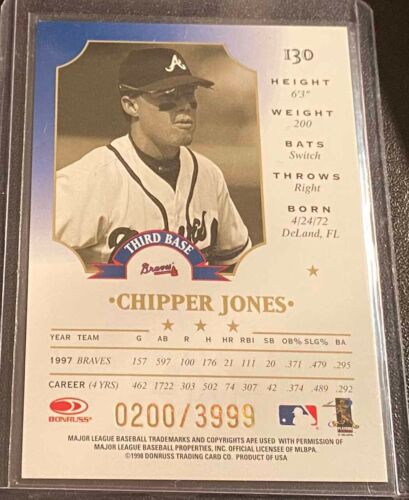 130
A
HEIGHT
6'3"
WEIGHT
200
BATS
Switch
THROWS
Right
BORN
4/24/72
DeLand, FL
THIRD BASE
Braves
·CHIPPER JONES·
YEAR TEAM G AB R H HR RBI SB OB% SLG% BA
1997 BRAVES 157 597 100 176 21 111 20 .371 .479 .295
CAREER (4 YRS) 462 1722 303 502 74 307 42 .374 .489 .292
DONRUSS
0200/3999
MAJOR LEAGUE BASEBALL TRADEMARKS AND COPYRIGHTS ARE USED WITH PERMISSION OF
MAJOR LEAGUE BASEBALL PROPERTIES, INC. OFFICIAL LICENSEE OF MLBPA.
©1998 DONRUSS TRADING CARD CO. PRODUCT OF USA